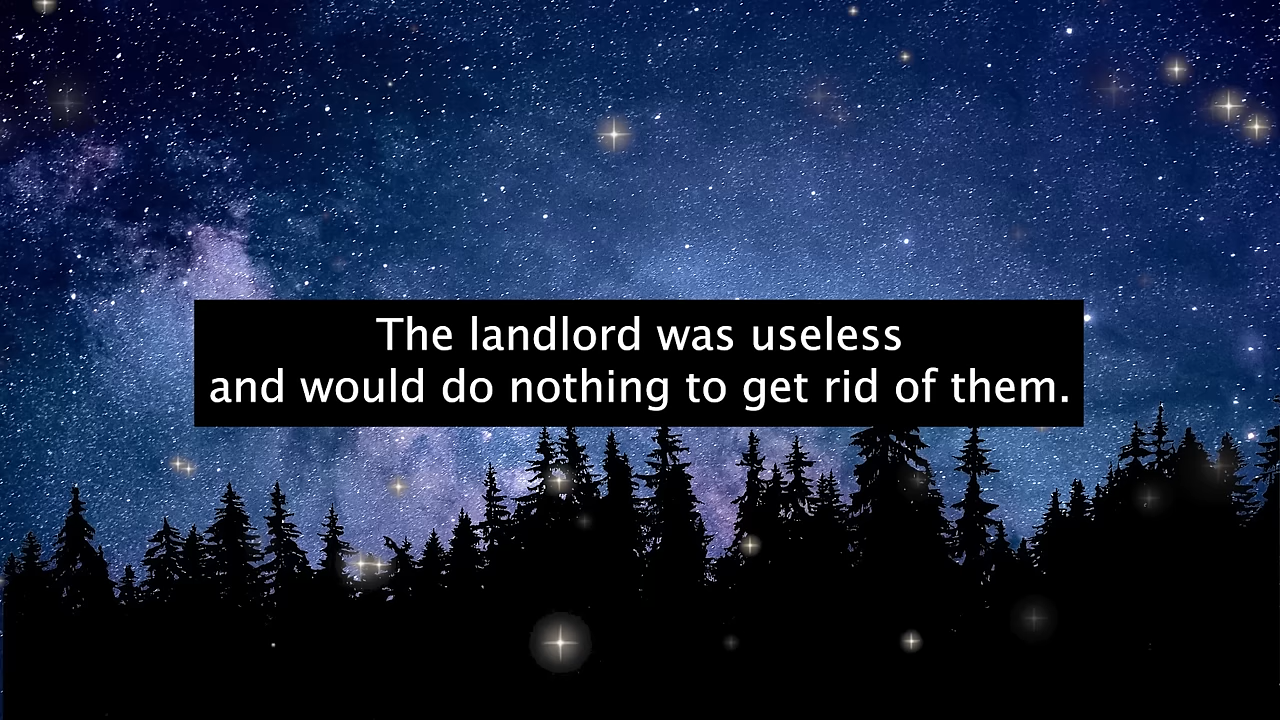 The landlord was useless
and would do nothing to get rid of them.